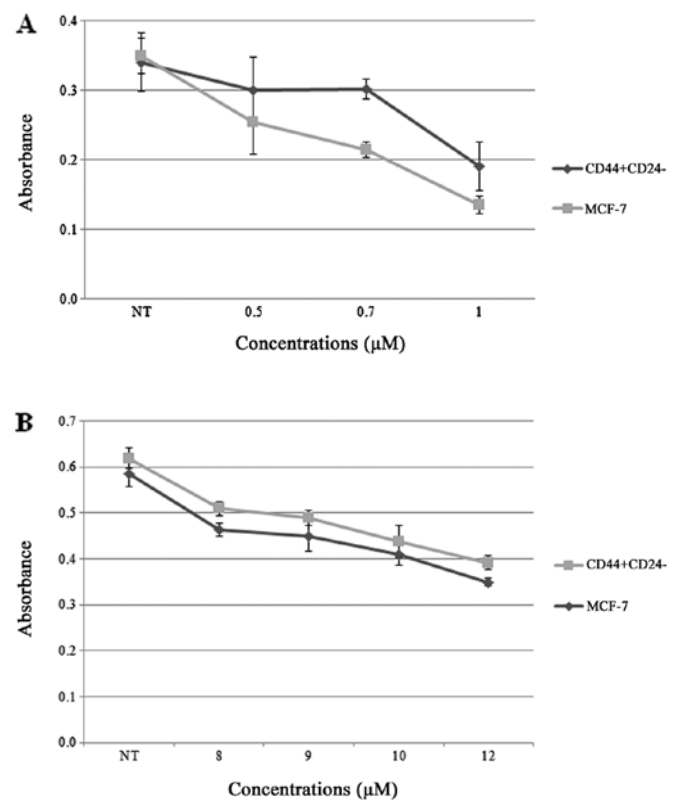 A
0.4
0.3
0.2
0.1
0.0
Absorbance
NT 0.5 0.7 1
Concentrations (µM)
CD44+CD24-
MCF-7
B
0.7
0.6
0.5
0.4
0.3
0.2
0.1
0.0
Absorbance
NT 8 9 10 12
Concentrations (µM)
CD44+CD24-
MCF-7